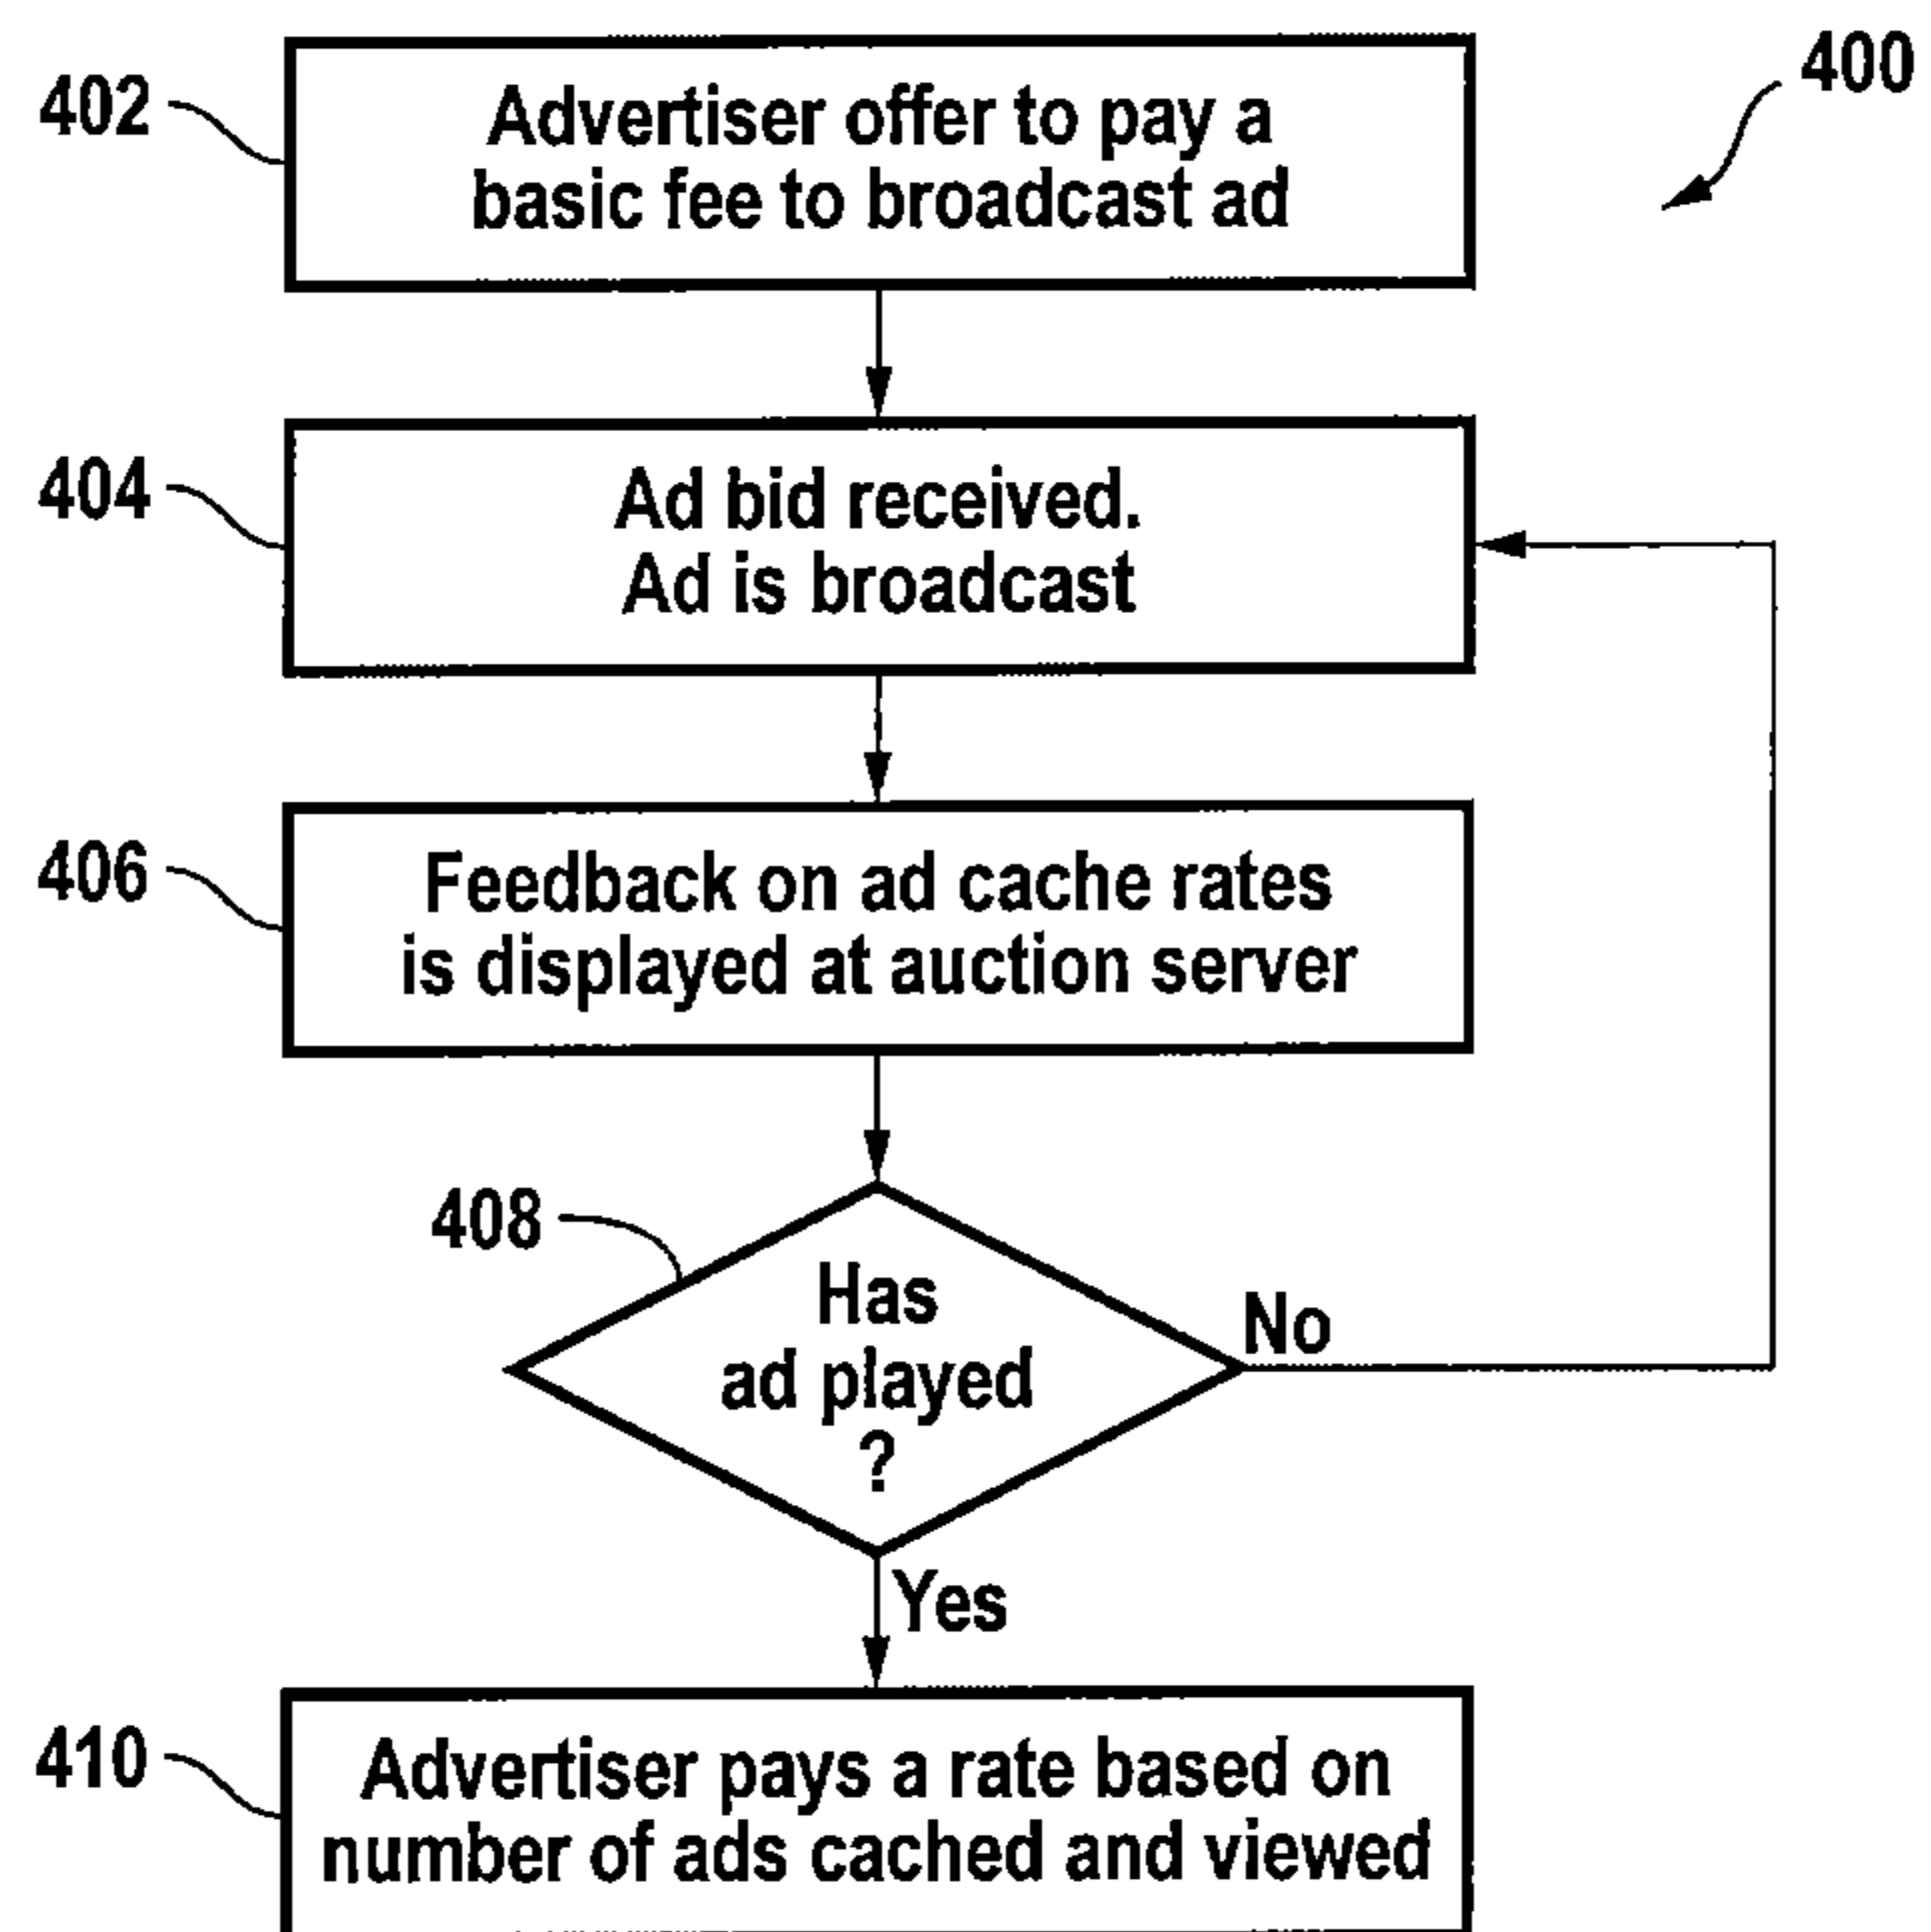 400
402
Advertiser offer to pay a
basic fee to broadcast ad
404
Ad bid received.
Ad is broadcast
406
Feedback on ad cache rates
is displayed at auction server
408
Has
ad played
?
No
Yes
410
Advertiser pays a rate based on
number of ads cached and viewed